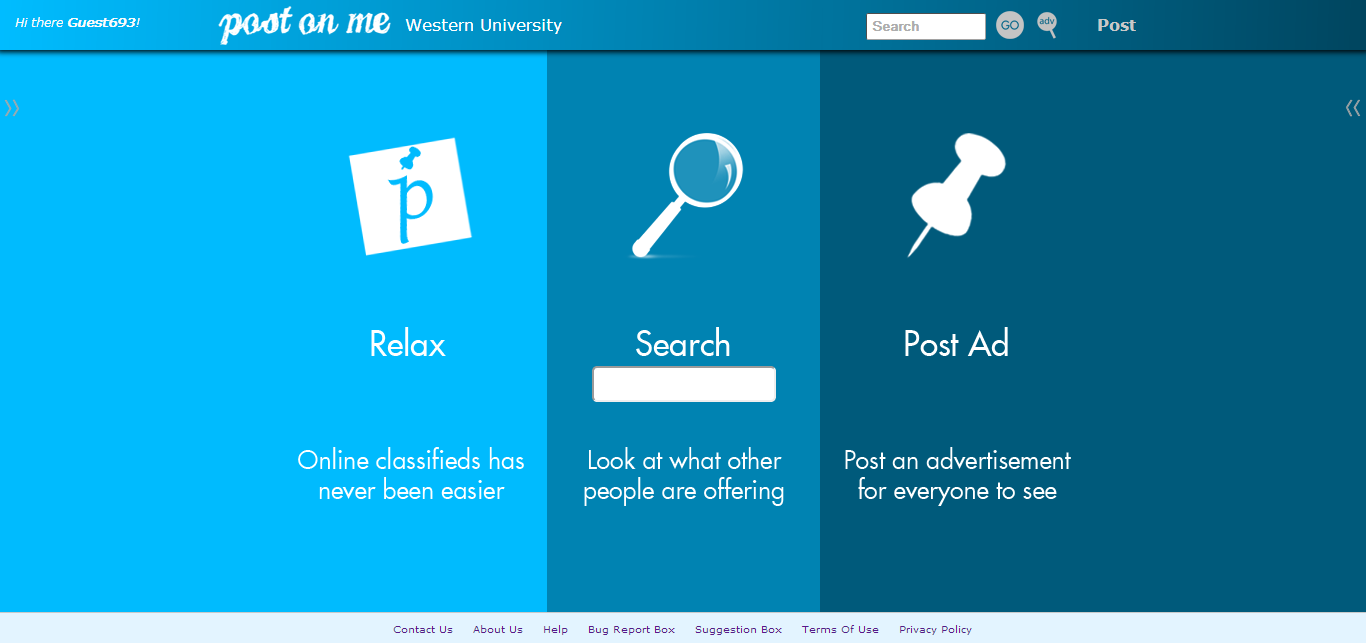 Hi there Guest693!
post on me
Western University
Search
GO
adv
Post
p
Relax
Online classifieds has
never been easier
Search
Look at what other
people are offering
Post Ad
Post an advertisement
for everyone to see
Contact Us
About Us
Help
Bug Report Box
Suggestion Box
Terms Of Use
Privacy Policy